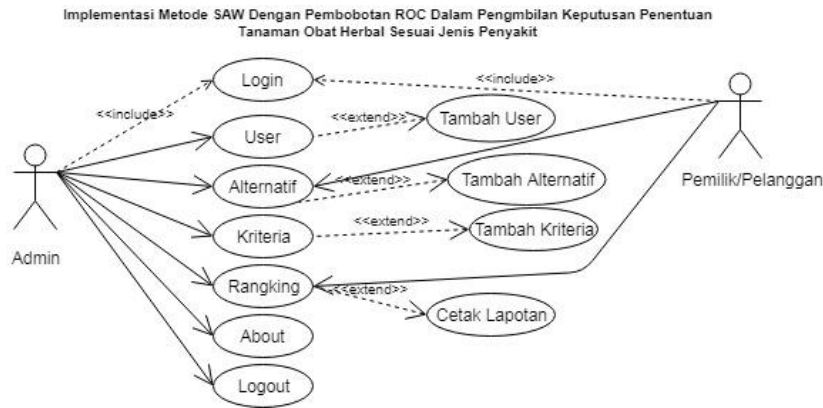 Implementasi Metode SAW Dengan Pembobotan ROC Dalam Pengmbilan Keputusan Penentuan
Tanaman Obat Herbal Sesuai Jenis Penyakit
Login
<<include>>
<<include>>
User
<<extend>>
Tambah User
Alternatif
<<extend>>
Tambah Alternatif
Pemilik/Pelanggan
Kriteria
<<extend>>
Tambah Kriteria
Admin
Rangking
<<extend>>
Cetak Lapotan
About
Logout